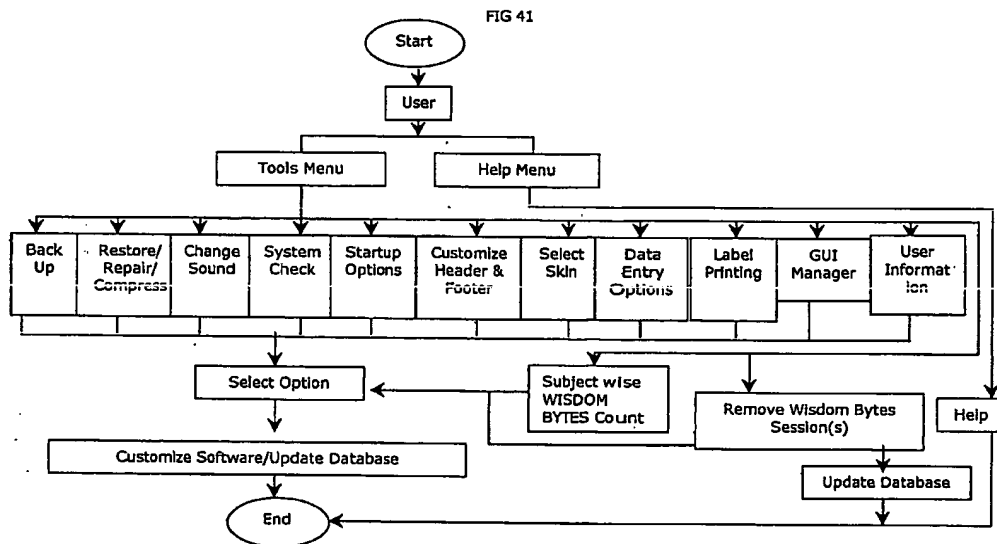 FIG 41
Start
User
Tools Menu
Help Menu
Back
Up
Restore/
Repair/
Compress
Change
Sound
System
Check
Startup
Options
Customize
Header &
Footer
Select
Skin
Data
Entry
Options
Label
Printing
GUI
Manager
User
Informat
ion
Select Option
Subject wise
WISDOM
BYTES Count
Remove Wisdom Bytes
Session(s)
Help
Customize Software/Update Database
Update Database
End